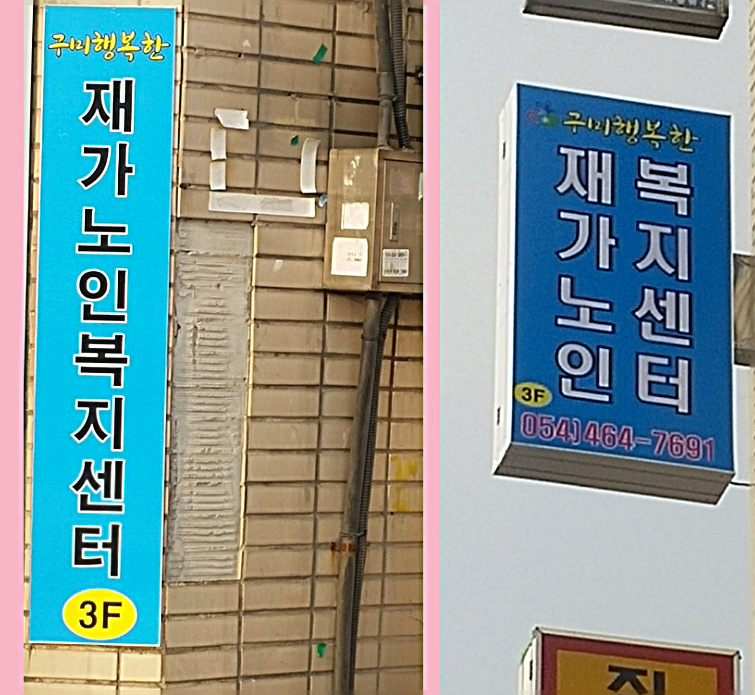 구미행복한
재가노인복지센터
3F
구미행복한
재가노인
복지센터
3F
054)464-7691